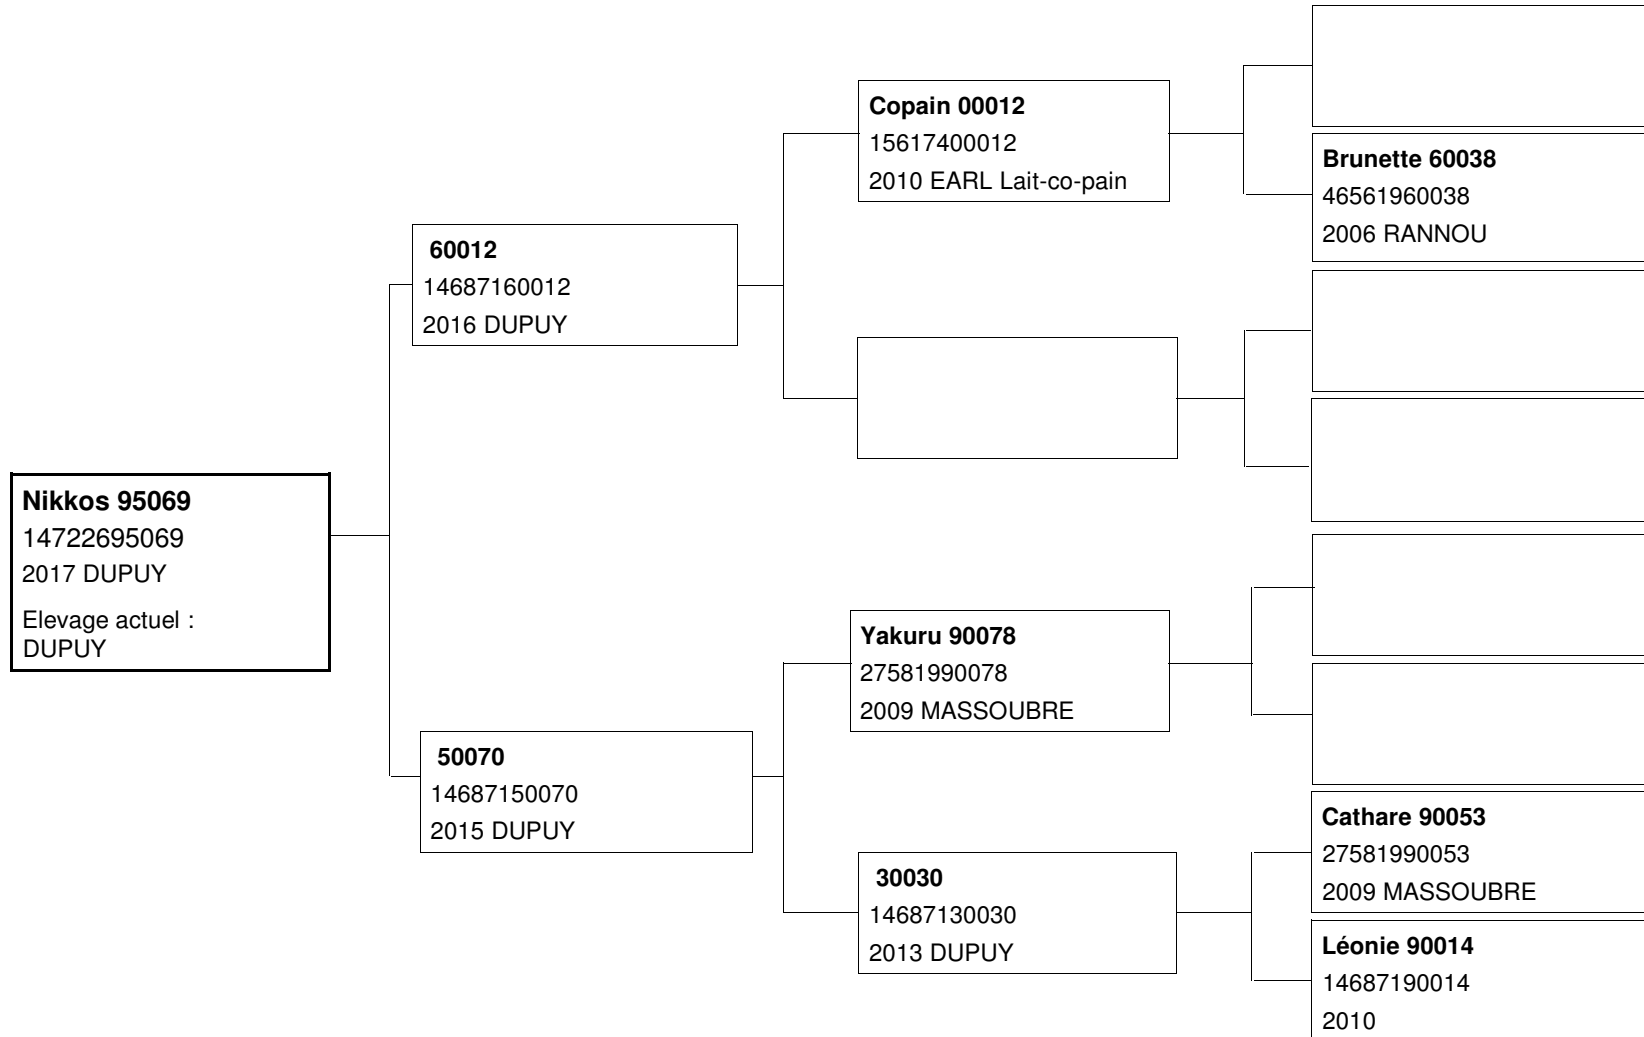 Nikkos 95069
14722695069
2017 DUPUY
Elevage actuel :
DUPUY
60012
14687160012
2016 DUPUY
50070
14687150070
2015 DUPUY
Copain 00012
15617400012
2010 EARL Lait-co-pain
Yakuru 90078
27581990078
2009 MASSOUBRE
30030
14687130030
2013 DUPUY
Brunette 60038
46561960038
2006 RANNOU
Cathare 90053
27581990053
2009 MASSOUBRE
Léonie 90014
14687190014
2010